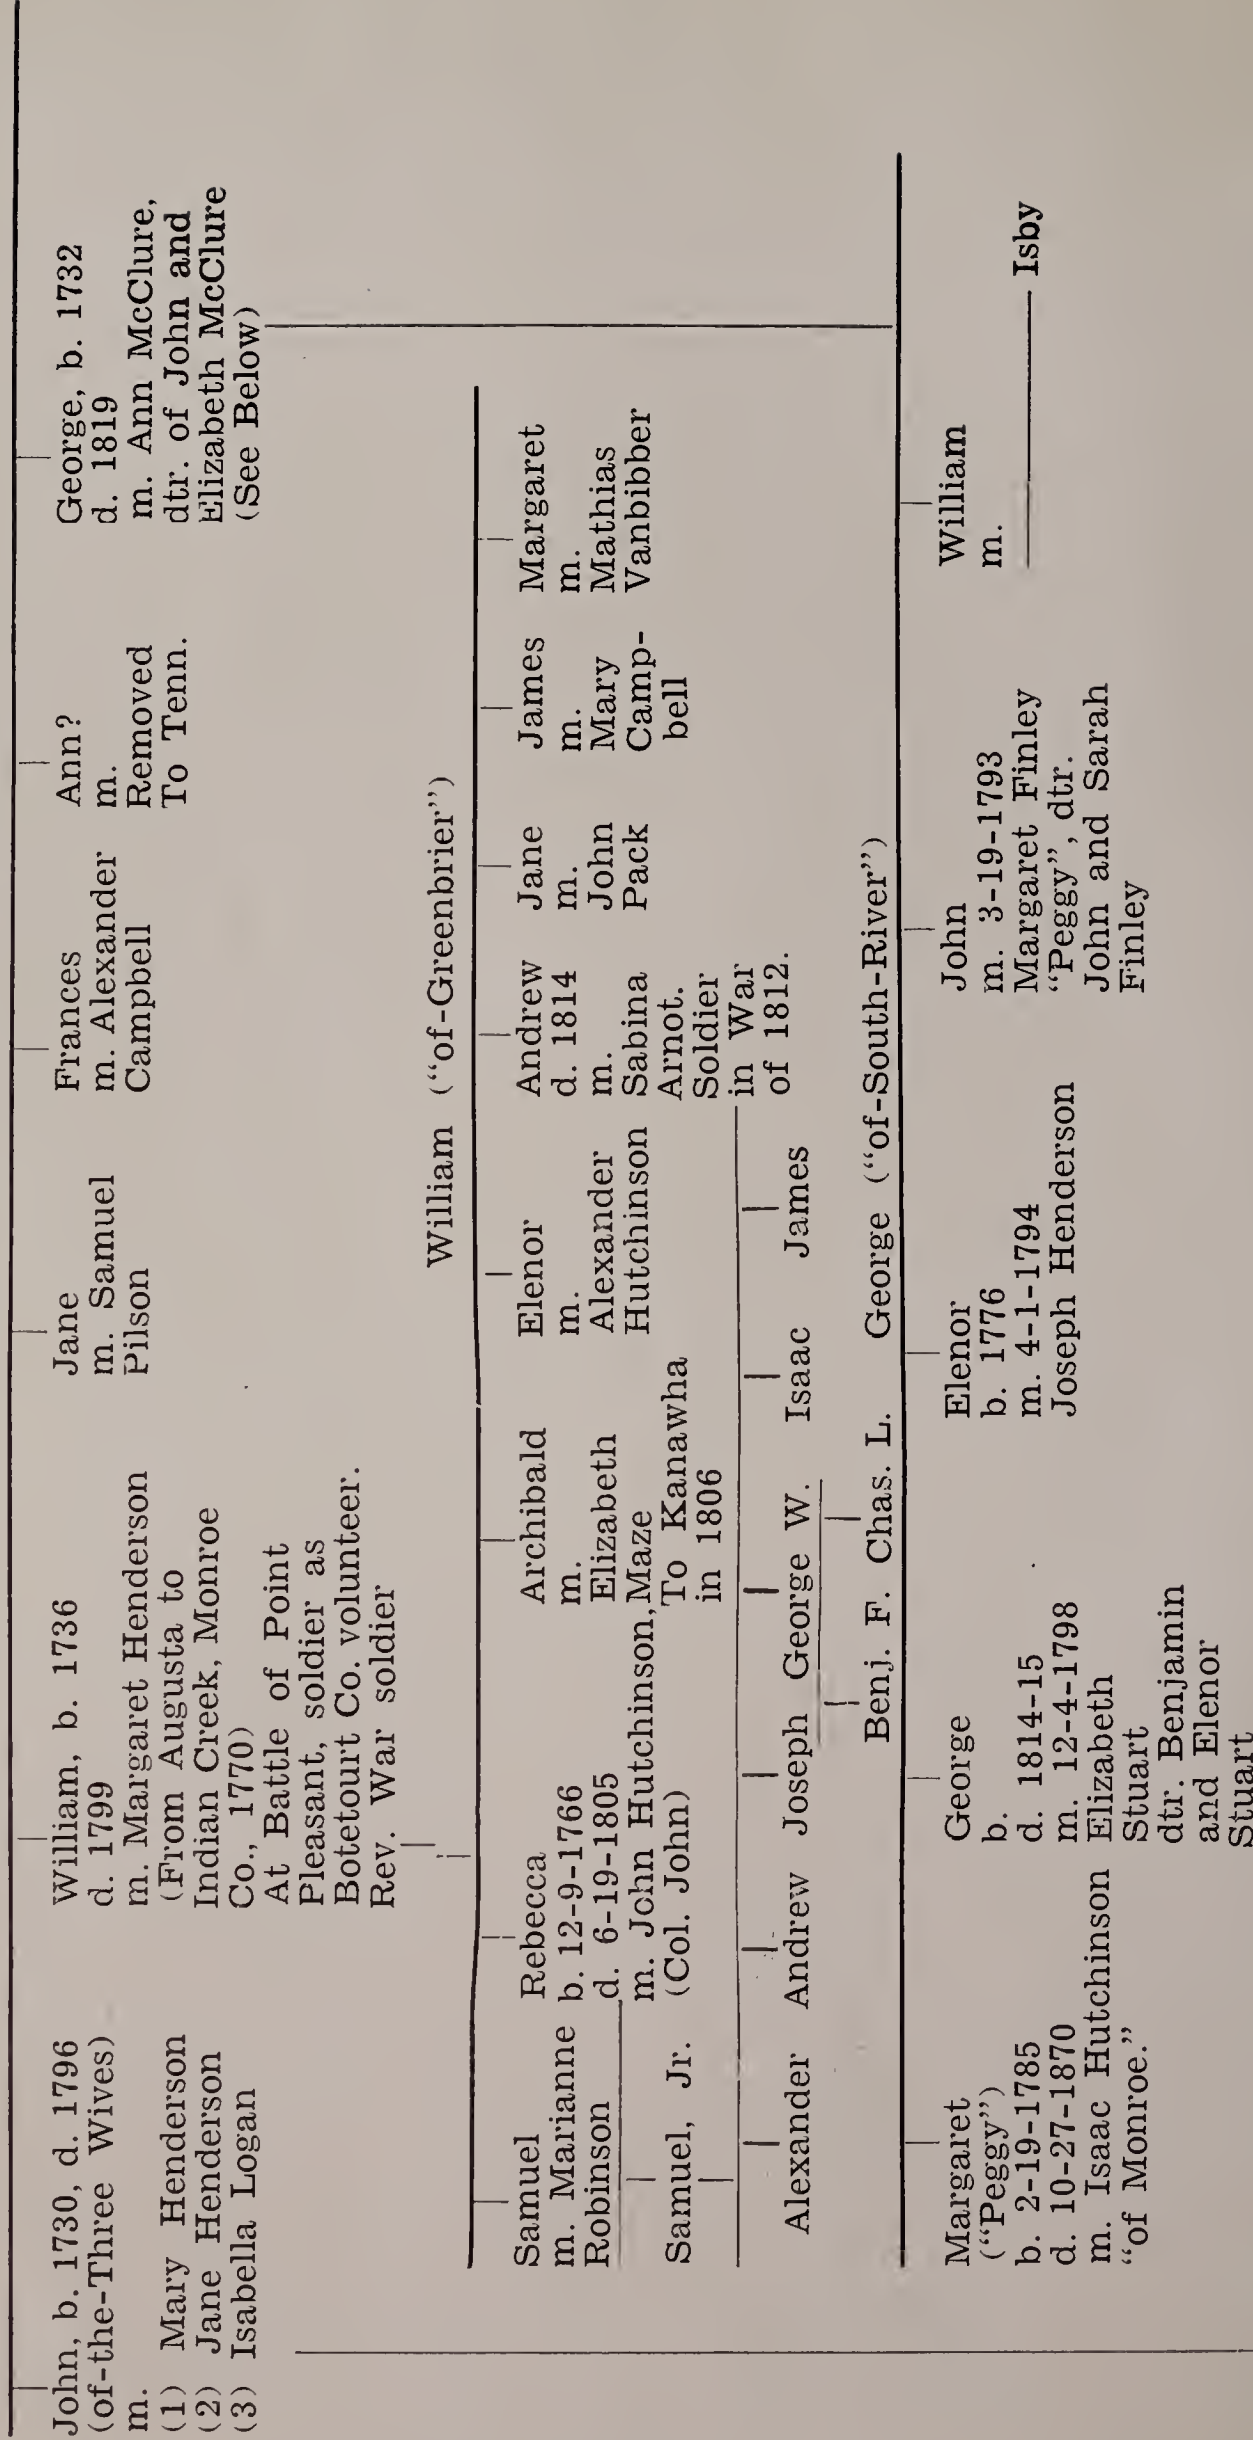 John, b. 1730, d. 1796
(of-the-Three Wives)
m.
(1) Mary Henderson
(2) Jane Henderson
(3) Isabella Logan
William, b. 1736
d. 1799
m. Margaret Henderson
(From Augusta to
Indian Creek, Monroe
Co., 1770)
At Battle of Point
Pleasant, soldier as
Botetourt Co. volunteer.
Rev. War soldier
Jane
m. Samuel
Pilson
Frances
m. Alexander
Campbell
Ann?
m.
Removed
To Tenn.
George, b. 1732
d. 1819
m. Ann McClure,
dtr. of John and
Elizabeth McClure
(See Below)
William ("of-Greenbrier")
Samuel
m. Marianne
Robinson
Samuel, Jr.
Rebecca
b. 12-9-1766
d. 6-19-1805
m. John Hutchinson,
(Col. John)
Archibald
m.
Elizabeth
Maze
To Kanawha
in 1806
Elenor
m.
Alexander
Hutchinson
Andrew
d. 1814
m.
Sabina
Arnot.
Soldier
in War
of 1812.
Jane
m.
John
Pack
James
m.
Mary
Camp-
bell
Margaret
m.
Mathias
Vanbibber
Alexander Andrew Joseph George W. Isaac James
Benj. F. Chas. L.
George ("of-South-River")
Margaret
("Peggy")
b. 2-19-1785
d. 10-27-1870
m. Isaac Hutchinson
"of Monroe."
George
b.
d. 1814-15
m. 12-4-1798
Elizabeth
Stuart
dtr. Benjamin
and Elenor
Stuart
Elenor
b. 1776
m. 4-1-1794
Joseph Henderson
John
m. 3-19-1793
Margaret Finley
"Peggy", dtr.
John and Sarah
Finley
William
m.
Isby